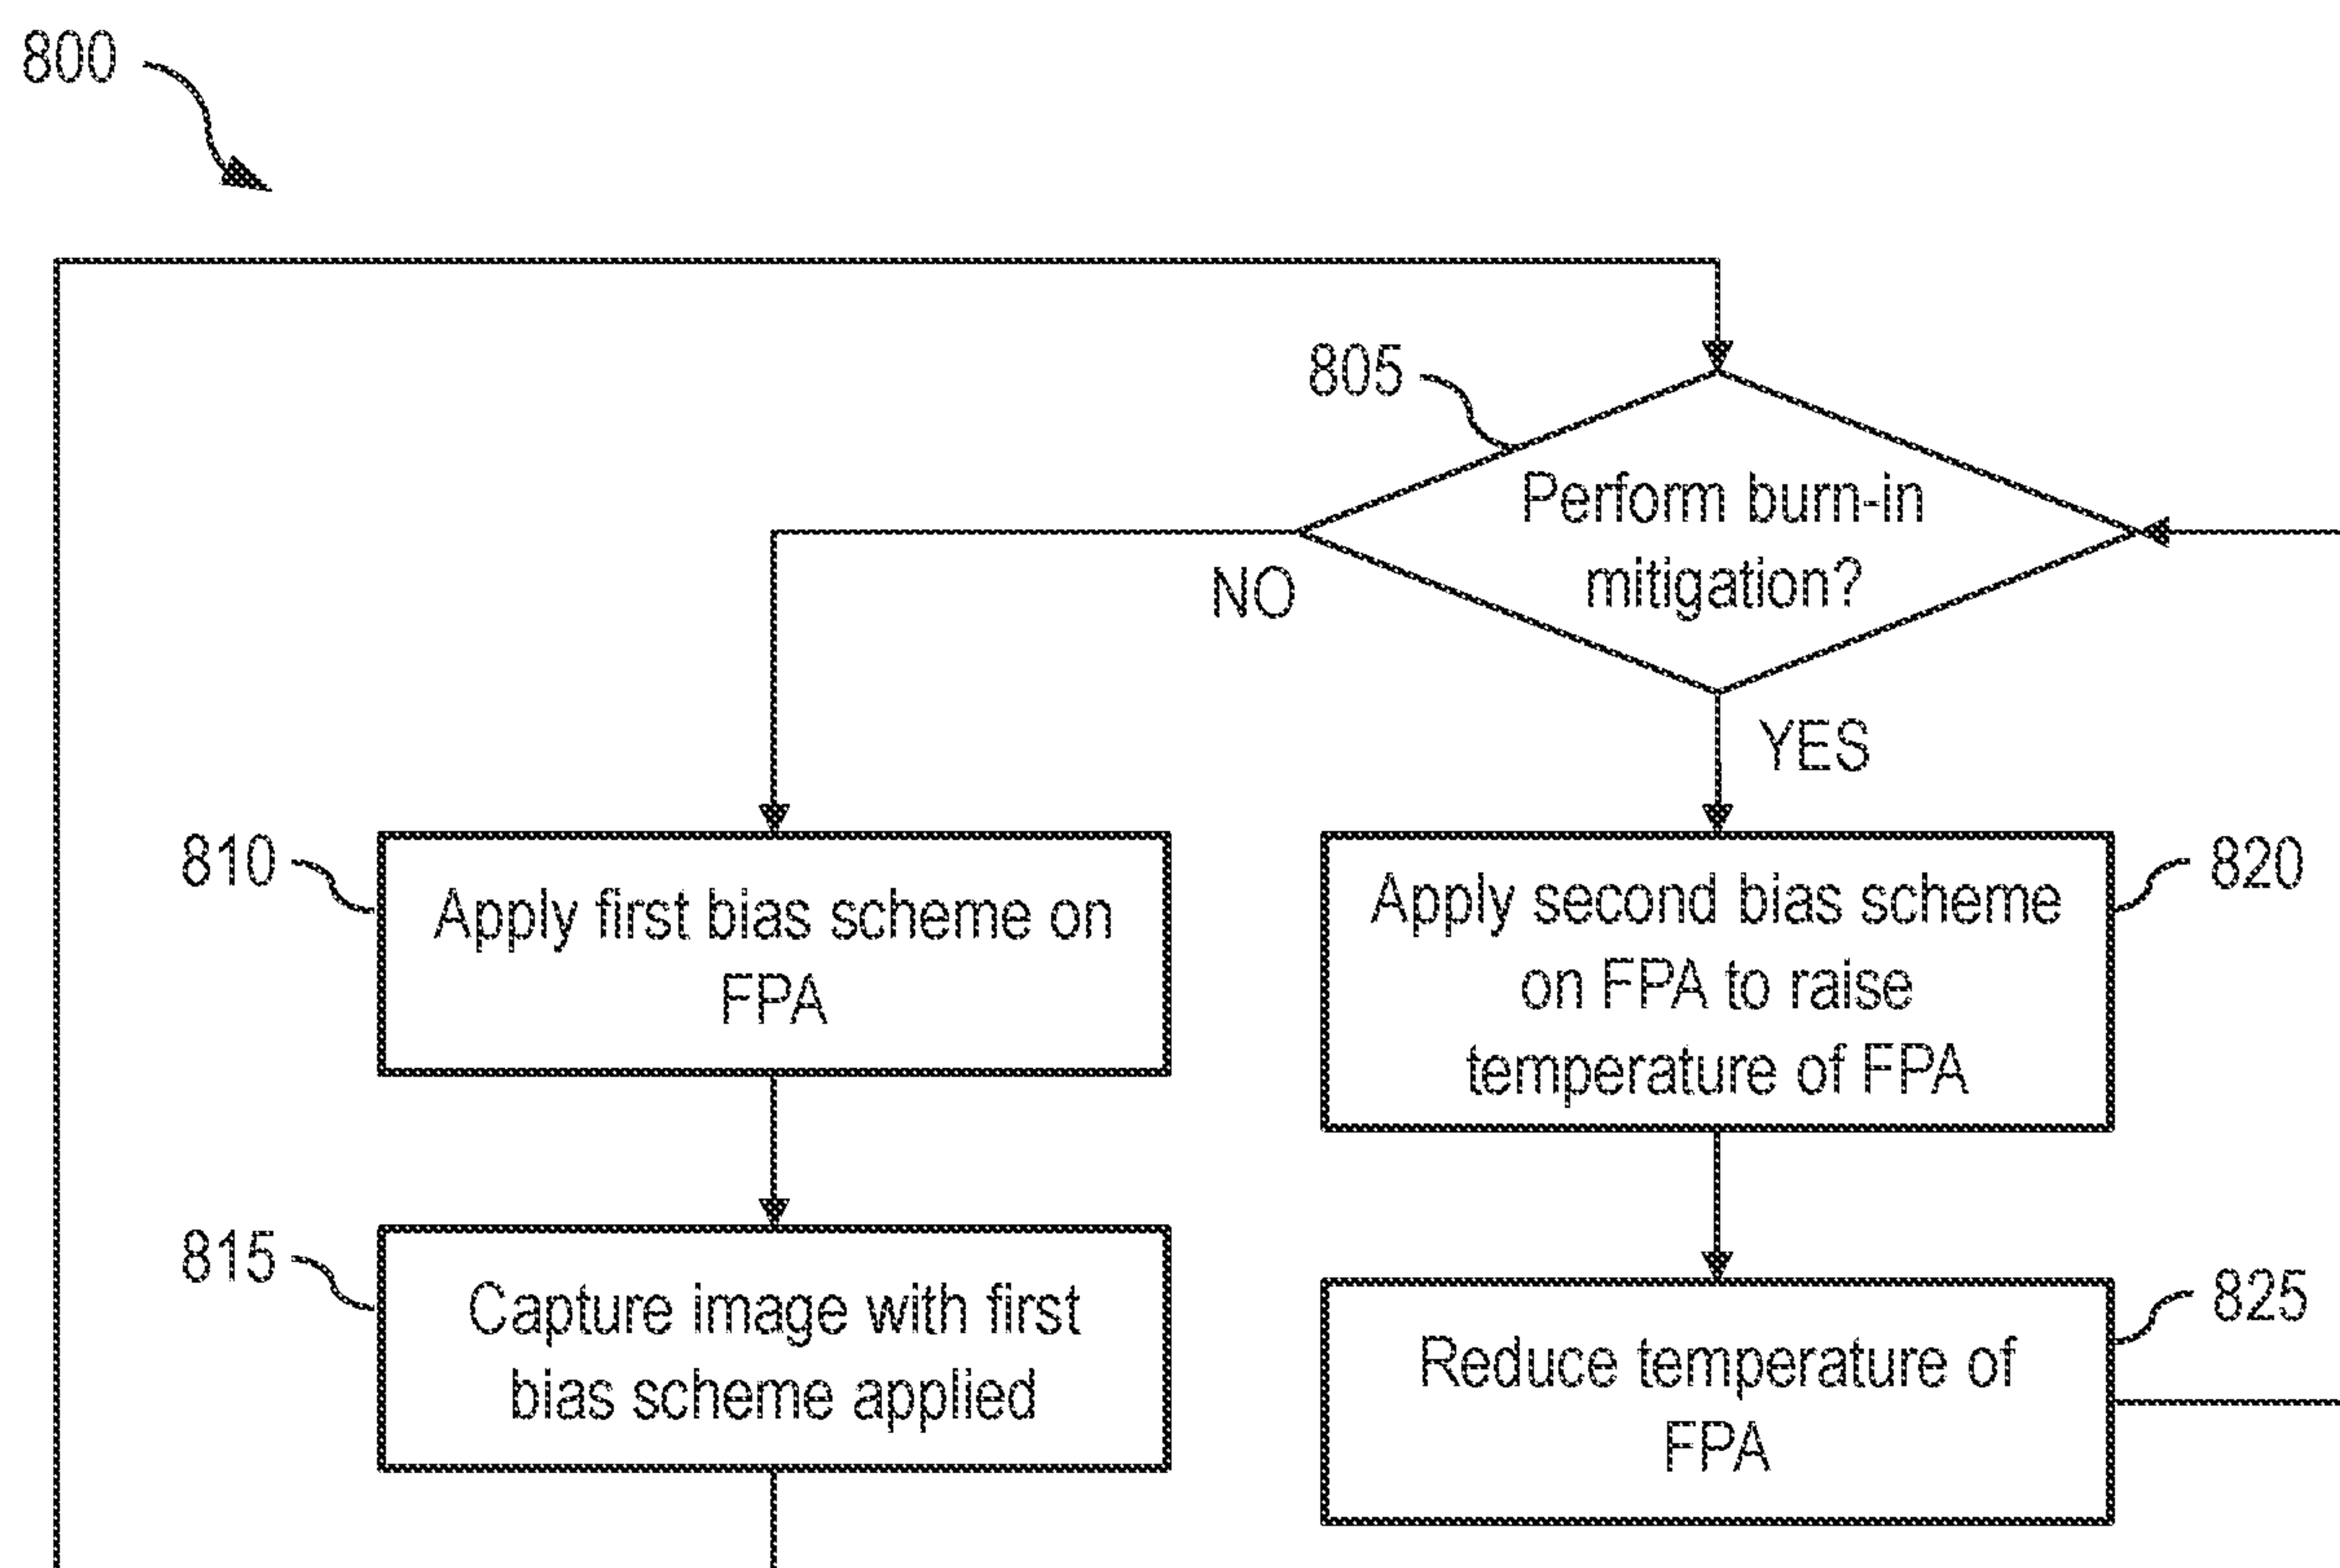 800
805
Perform burn-in
mitigation?
NO
YES
810
Apply first bias scheme on
FPA
820
Apply second bias scheme
on FPA to raise
temperature of FPA
815
Capture image with first
bias scheme applied
825
Reduce temperature of
FPA